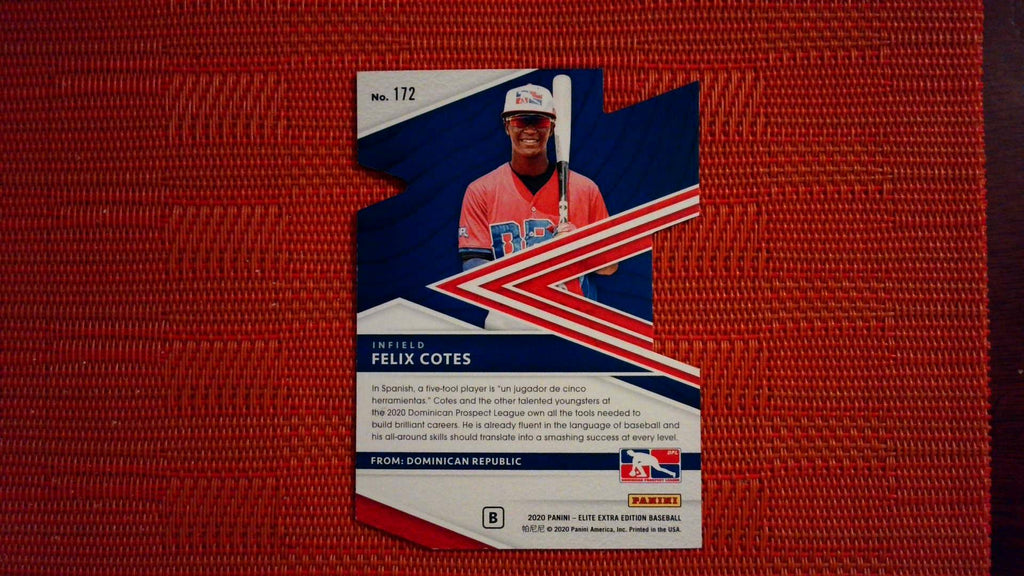 No. 172
INFIELD
FELIX COTES
In Spanish, a five-tool player is "un jugador de cinco
herramientas." Cotes and the other talented youngsters at
the 2020 Dominican Prospect League own all the tools needed to
build brilliant careers. He is already fluent in the language of baseball and
his all-around skills should translate into a smashing success at every level.
FROM: DOMINICAN REPUBLIC
DPL
DOMINICAN PROSPECT LEAGUE
PANINI
B
2020 PANINI – ELITE EXTRA EDITION BASEBALL
帕尼尼 © 2020 Panini America, Inc. Printed in the USA.